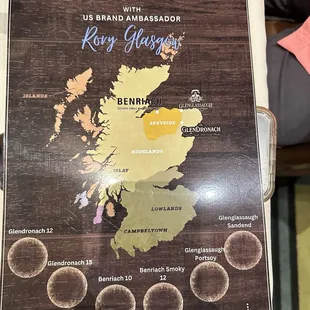 WITH
US BRAND AMBASSADOR
Rory Glasgow
ISLANDS
BENRIACH
GLENGLASSAUGH
SPEYSIDE
GLENDRONACH
HIGHLANDS
ISLAY
LOWLANDS
CAMPBELTOWN
Glenglassaugh
Sandend
Glendronach 12
Glenglassaugh
Portsoy
Glendronach 15
Benriach 10
Benriach Smoky
12